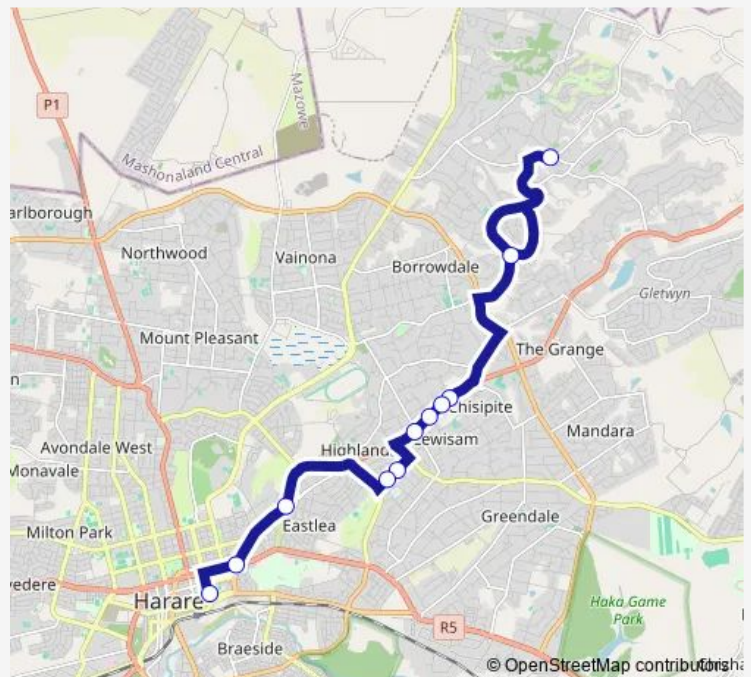 P1
Mazowe
Mashonaland Central
arlborough
Northwood
Vainona
Borrowdale
Gletwyn
Mount Pleasant
The Grange
n
Chisipite
Avondale West
Highland
Lewisam
Mandara
Monavale
Milton Park
Eastlea
Greendale
vedere
Harare
Haka Game
Park
R5
Braeside
© OpenStreetMap contributors